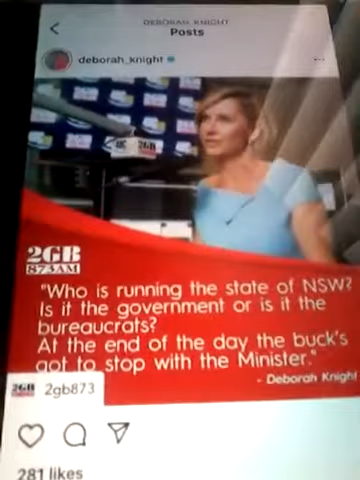 DEBORAH_KNIGHT
Posts
deborah_knight
2GB
2GB
873AM
"Who is running the state of NSW?
Is it the government or is it the
bureaucrats?
At the end of the day the buck's
got to stop with the Minister."
- Deborah Knight
2GB 2gb873
281 likes